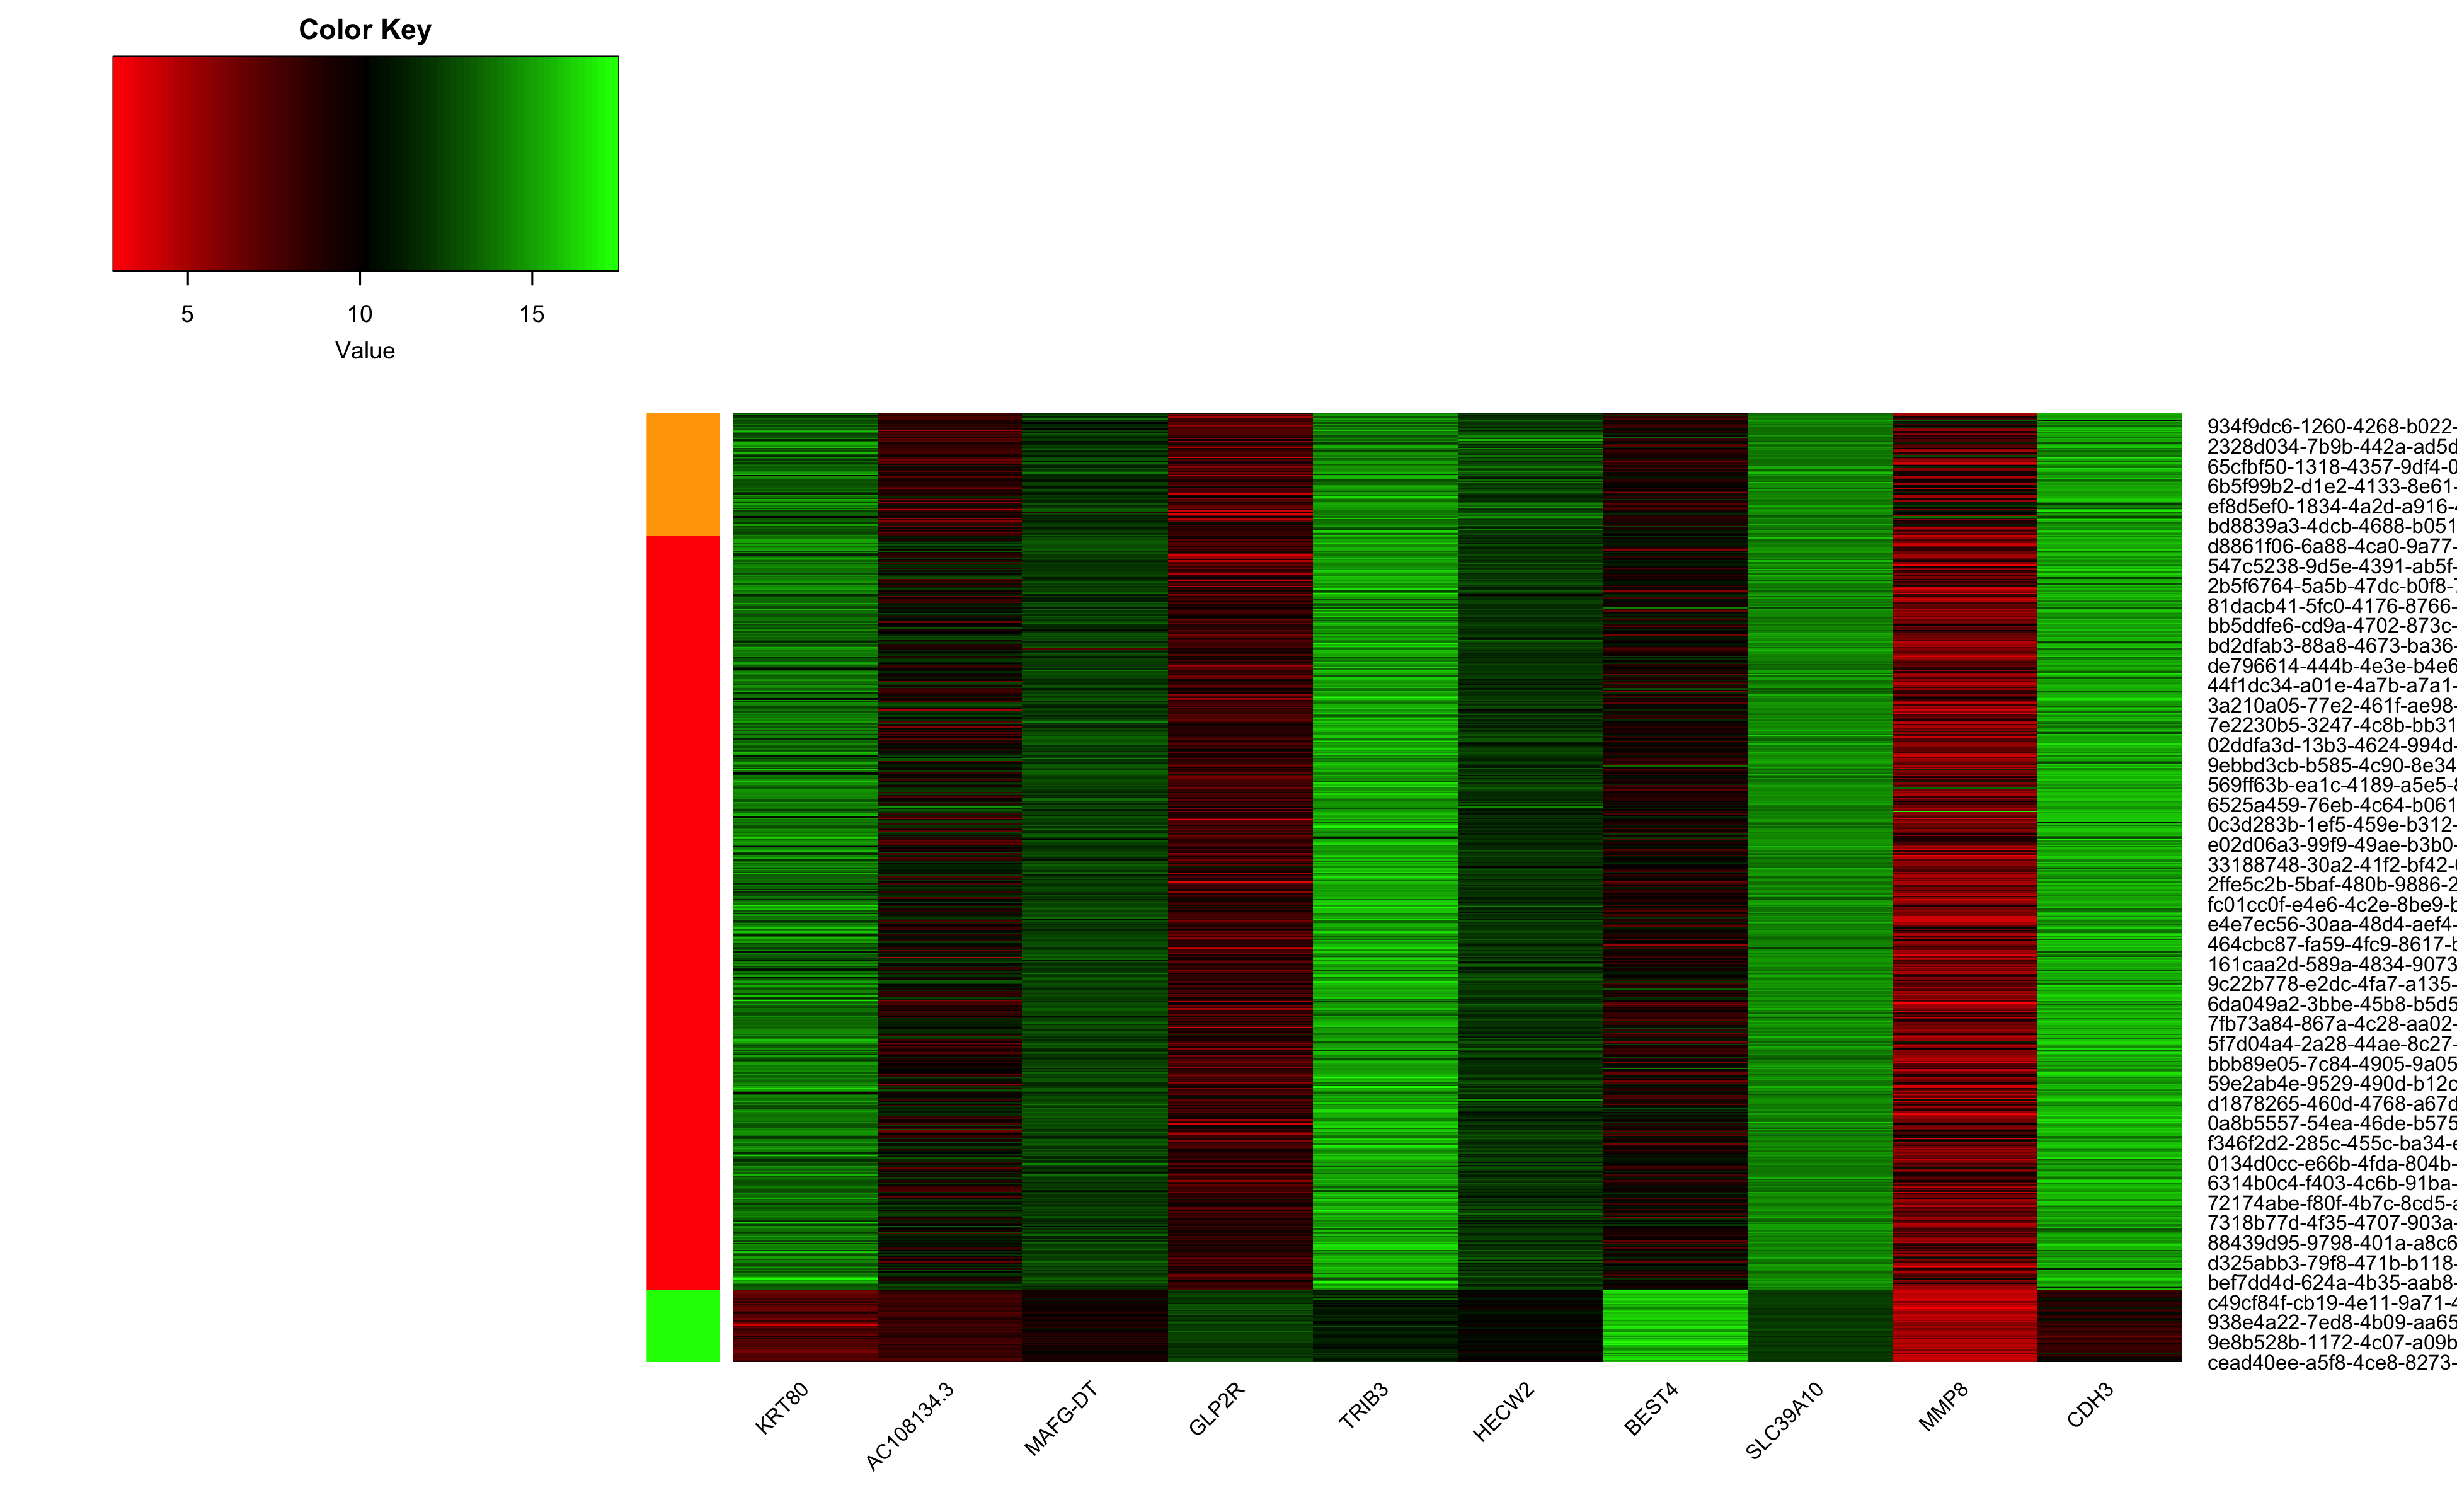 Color Key
5 10 15
Value
934f9dc6-1260-4268-b022-
2328d034-7b9b-442a-ad5d
65cfbf50-1318-4357-9df4-0
6b5f99b2-d1e2-4133-8e61-
ef8d5ef0-1834-4a2d-a916-4
bd8839a3-4dcb-4688-b051
d8861f06-6a88-4ca0-9a77-
547c5238-9d5e-4391-ab5f-
2b5f6764-5a5b-47dc-b0f8-7
81dacb41-5fc0-4176-8766-
bb5ddfe6-cd9a-4702-873c-
bd2dfab3-88a8-4673-ba36-
de796614-444b-4e3e-b4e6
44f1dc34-a01e-4a7b-a7a1-
3a210a05-77e2-461f-ae98-
7e2230b5-3247-4c8b-bb31
02ddfa3d-13b3-4624-994d-
9ebbd3cb-b585-4c90-8e34
569ff63b-ea1c-4189-a5e5-8
6525a459-76eb-4c64-b061
0c3d283b-1ef5-459e-b312-
e02d06a3-99f9-49ae-b3b0-
33188748-30a2-41f2-bf42-
2ffe5c2b-5baf-480b-9886-2
fc01cc0f-e4e6-4c2e-8be9-b
e4e7ec56-30aa-48d4-aef4-
464cbc87-fa59-4fc9-8617-b
161caa2d-589a-4834-9073
9c22b778-e2dc-4fa7-a135-
6da049a2-3bbe-45b8-b5d5
7fb73a84-867a-4c28-aa02-
5f7d04a4-2a28-44ae-8c27-
bbb89e05-7c84-4905-9a05
59e2ab4e-9529-490d-b12c
d1878265-460d-4768-a67d
0a8b5557-54ea-46de-b575
f346f2d2-285c-455c-ba34-e
0134d0cc-e66b-4fda-804b-
6314b0c4-f403-4c6b-91ba-
72174abe-f80f-4b7c-8cd5-a
7318b77d-4f35-4707-903a-
88439d95-9798-401a-a8c6
d325abb3-79f8-471b-b118-
bef7dd4d-624a-4b35-aab8-
c49cf84f-cb19-4e11-9a71-4
938e4a22-7ed8-4b09-aa65
9e8b528b-1172-4c07-a09b
cead40ee-a5f8-4ce8-8273-
KRT80 AC108134.3 MAFG-DT GLP2R TRIB3 HECW2 BEST4 SLC39A10 MMP8 CDH3